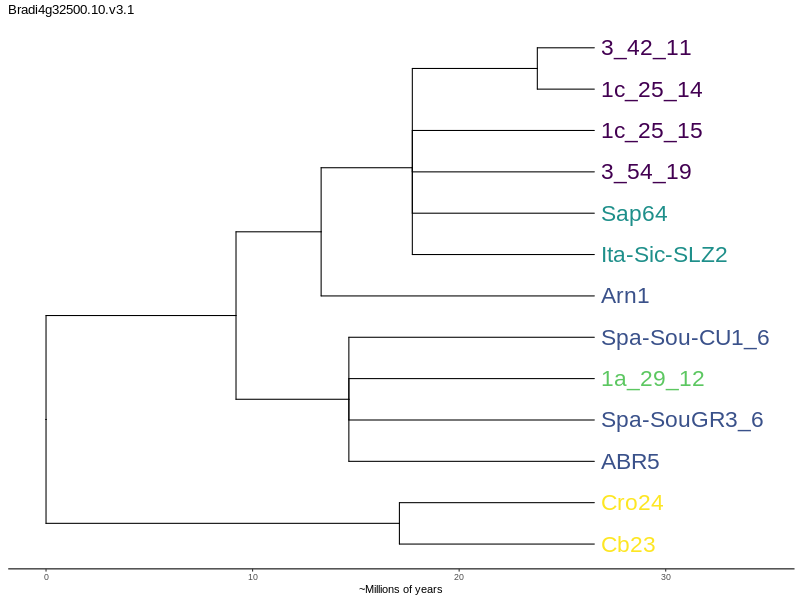 Bradi4g32500.10.v3.1
3_42_11
1c_25_14
1c_25_15
3_54_19
Sap64
Ita-Sic-SLZ2
Arn1
Spa-Sou-CU1_6
1a_29_12
Spa-SouGR3_6
ABR5
Cro24
Cb23
0 10 20 30
~Millions of years